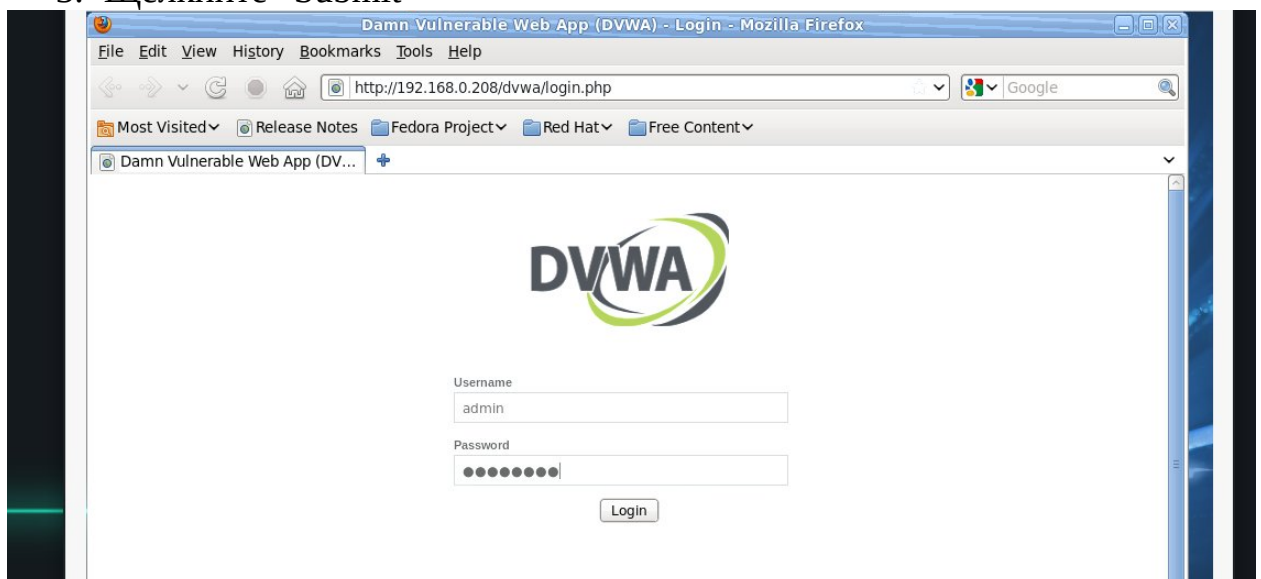 Щелкните "Submit"
Damn Vulnerable Web App (DVWA) - Login - Mozilla Firefox
File Edit View History Bookmarks Tools Help
http://192.168.0.208/dvwa/login.php Google
Most Visited Release Notes Fedora Project Red Hat Free Content
Damn Vulnerable Web App (DV...
DVWA
Username
admin
Password
Login